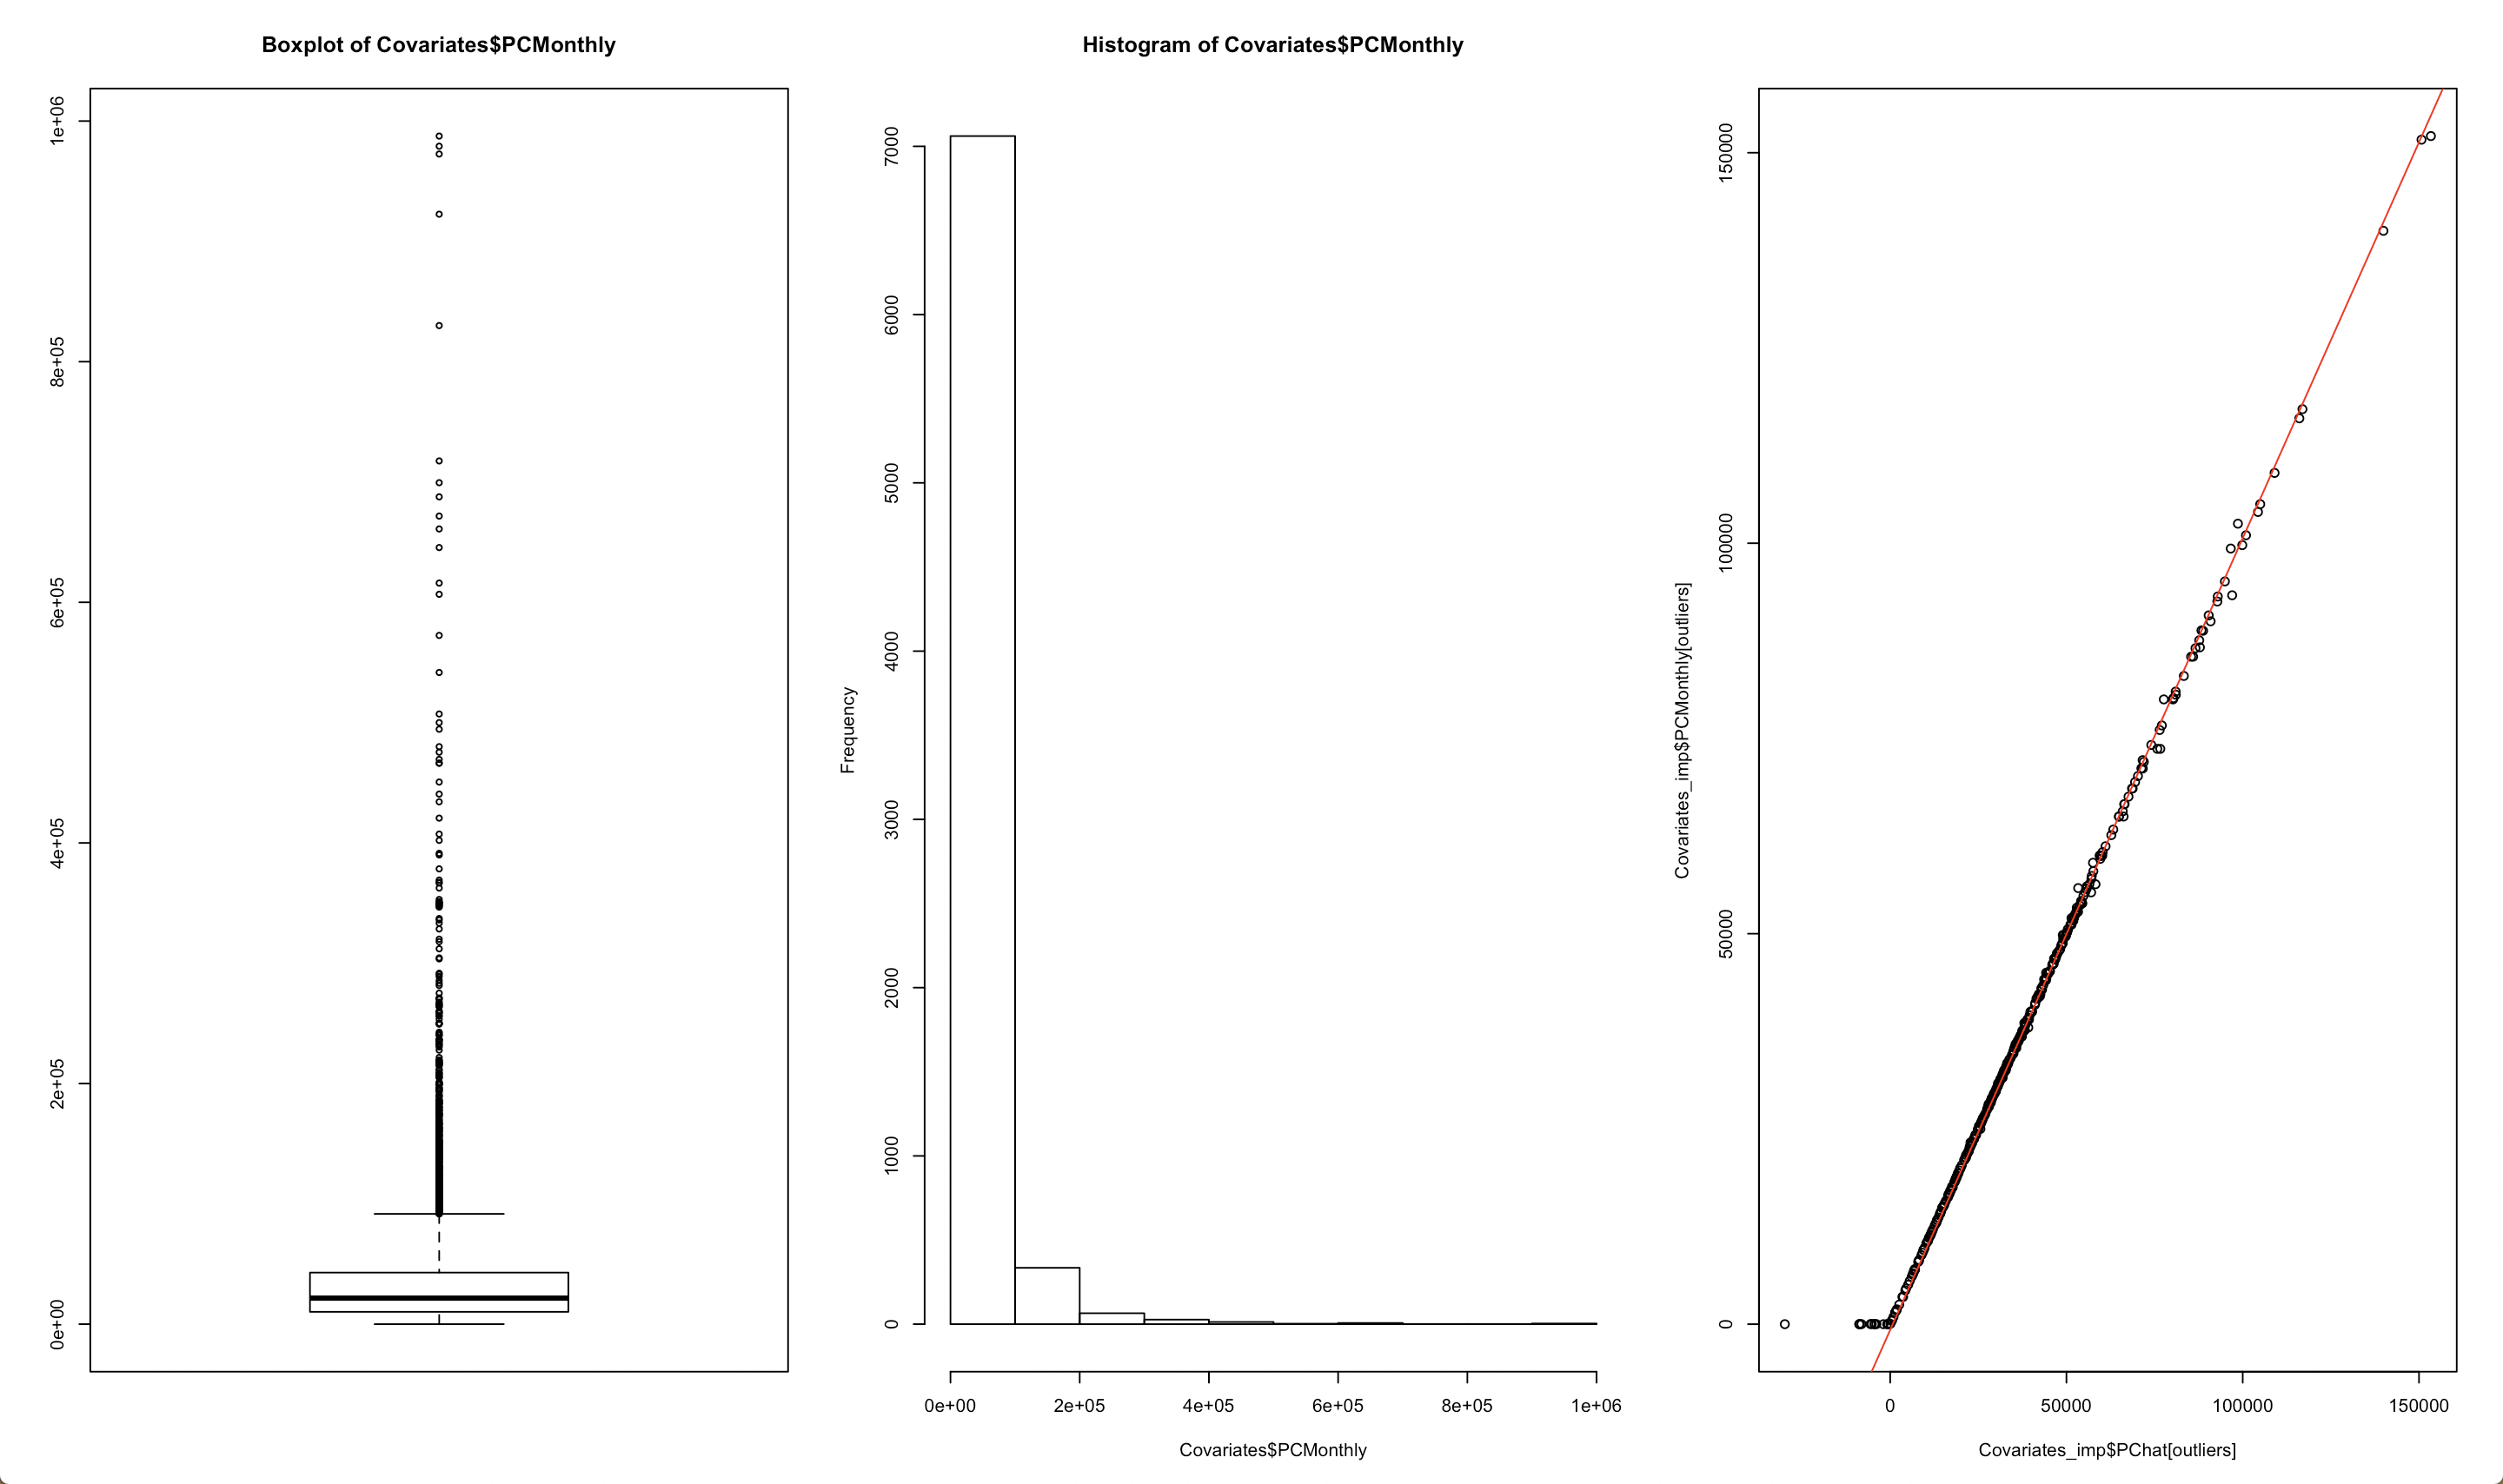 Boxplot of Covariates$PCMonthly
1e+06
8e+05
6e+05
4e+05
2e+05
0e+00
Histogram of Covariates$PCMonthly
Frequency
7000
6000
5000
4000
3000
2000
1000
0
0e+00 2e+05 4e+05 6e+05 8e+05 1e+06
Covariates$PCMonthly
Covariates_imp$PCMonthly[outliers]
150000
100000
50000
0
0 50000 100000 150000
Covariates_imp$PChat[outliers]